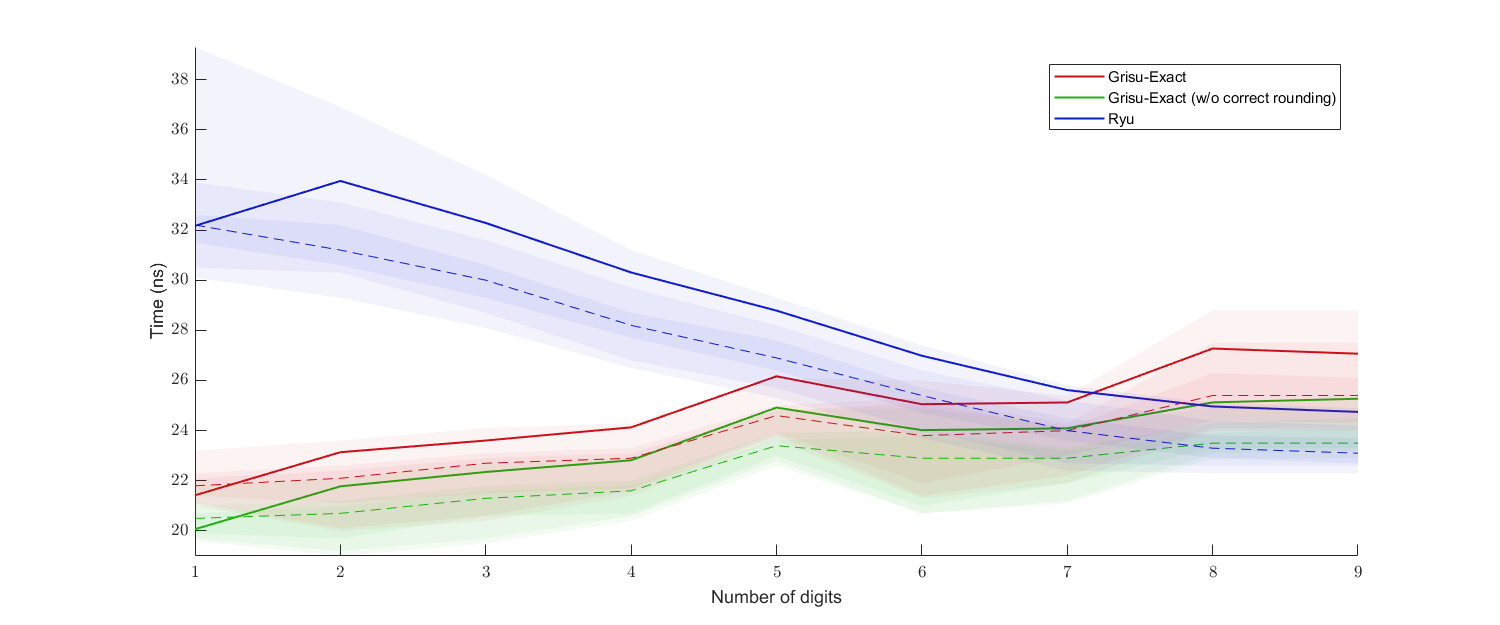 38
36
34
32
30
28
26
24
22
20
Time (ns)
1 2 3 4 5 6 7 8 9
Number of digits
Grisu-Exact
Grisu-Exact (w/o correct rounding)
Ryu